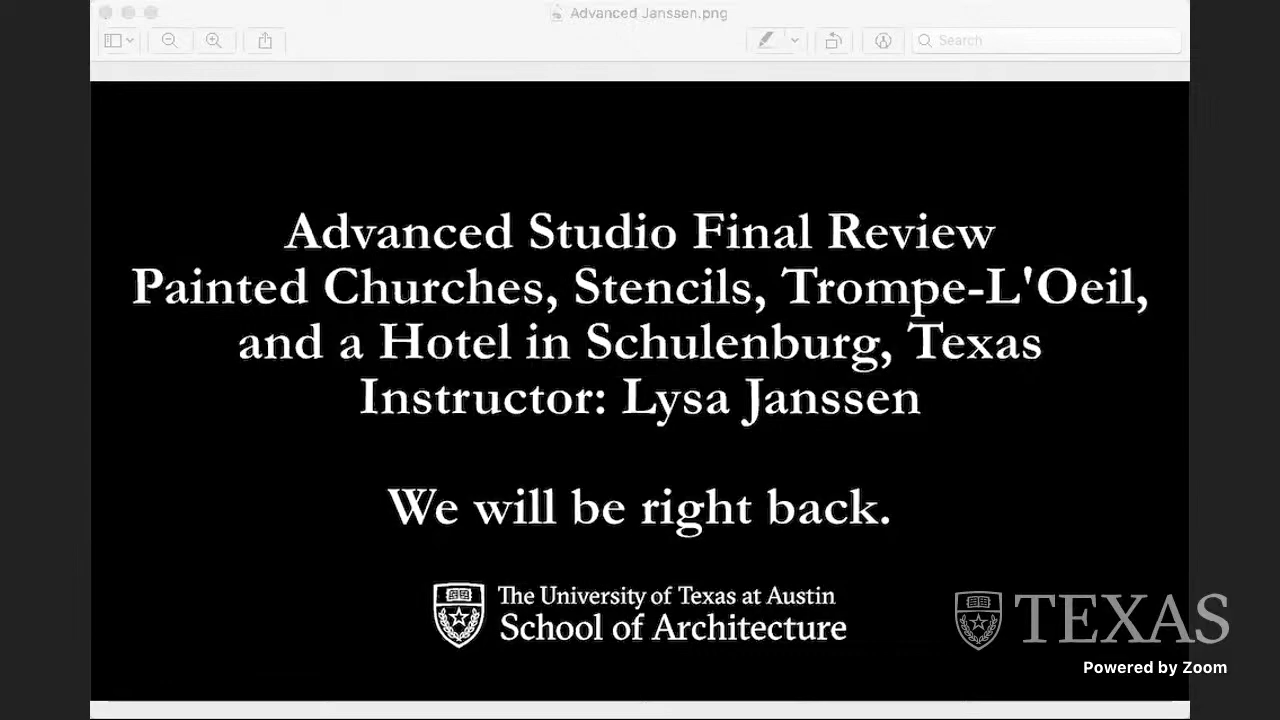 Advanced Janssen.png
Search
Advanced Studio Final Review
Painted Churches, Stencils, Trompe-L'Oeil,
and a Hotel in Schulenburg, Texas
Instructor: Lysa Janssen
We will be right back.
The University of Texas at Austin
School of Architecture
TEXAS
Powered by Zoom